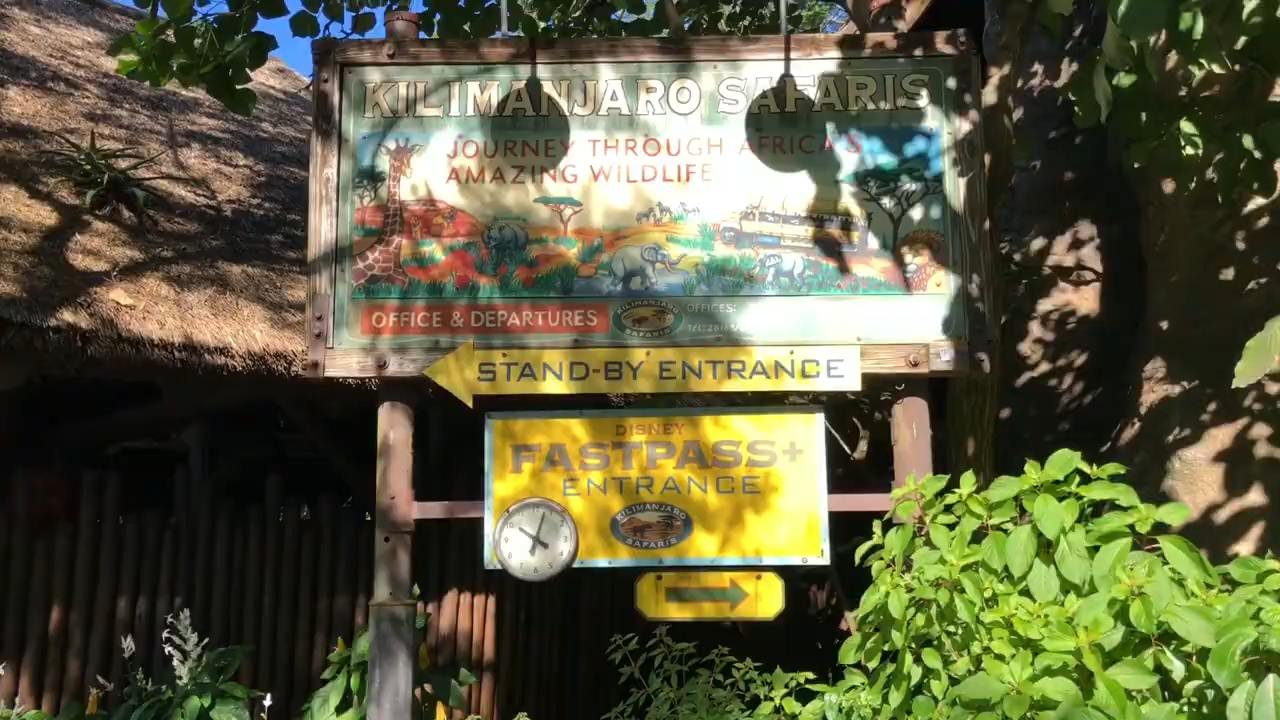 KILIMANJARO SAFARIS
JOURNEY THROUGH AFRICA'S
AMAZING WILDLIFE
OFFICE & DEPARTURES
KILIMANJARO
SAFARIS
OFFICES:
STAND-BY ENTRANCE
DISNEY
FASTPASS+
ENTRANCE
KILIMANJARO
SAFARIS